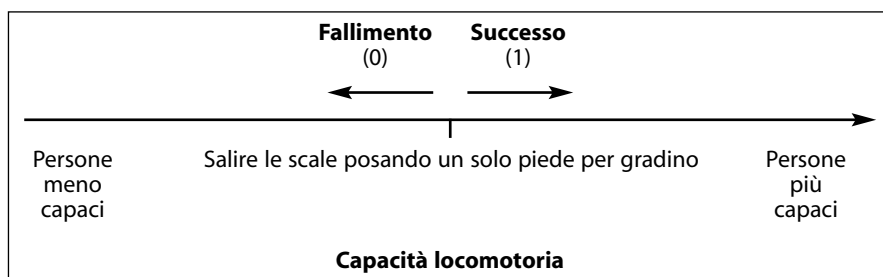 Fallimento Successo
(0) (1)
Persone Salire le scale posando un solo piede per gradino Persone
meno più
capaci capaci
Capacità locomotoria